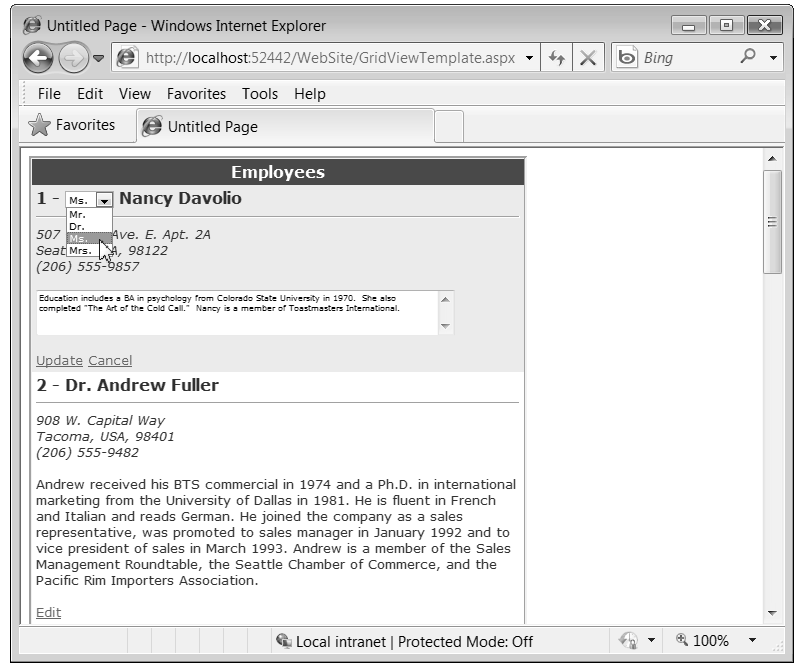 Untitled Page - Windows Internet Explorer
http://localhost:52442/WebSite/GridViewTemplate.aspx
Bing
File Edit View Favorites Tools Help
Favorites
Untitled Page
Employees
1 - Ms. Nancy Davolio
Mr.
Dr.
Ms.
Mrs.
507 Ave. E. Apt. 2A
98122
(206) 555-9857
Education includes a BA in psychology from Colorado State University in 1970. She also
completed "The Art of the Cold Call." Nancy is a member of Toastmasters International.
Update Cancel
2 - Dr. Andrew Fuller
908 W. Capital Way
Tacoma, USA, 98401
(206) 555-9482
Andrew received his BTS commercial in 1974 and a Ph.D. in international
marketing from the University of Dallas in 1981. He is fluent in French
and Italian and reads German. He joined the company as a sales
representative, was promoted to sales manager in January 1992 and to
vice president of sales in March 1993. Andrew is a member of the Sales
Management Roundtable, the Seattle Chamber of Commerce, and the
Pacific Rim Importers Association.
Edit
Local intranet | Protected Mode: Off
100%